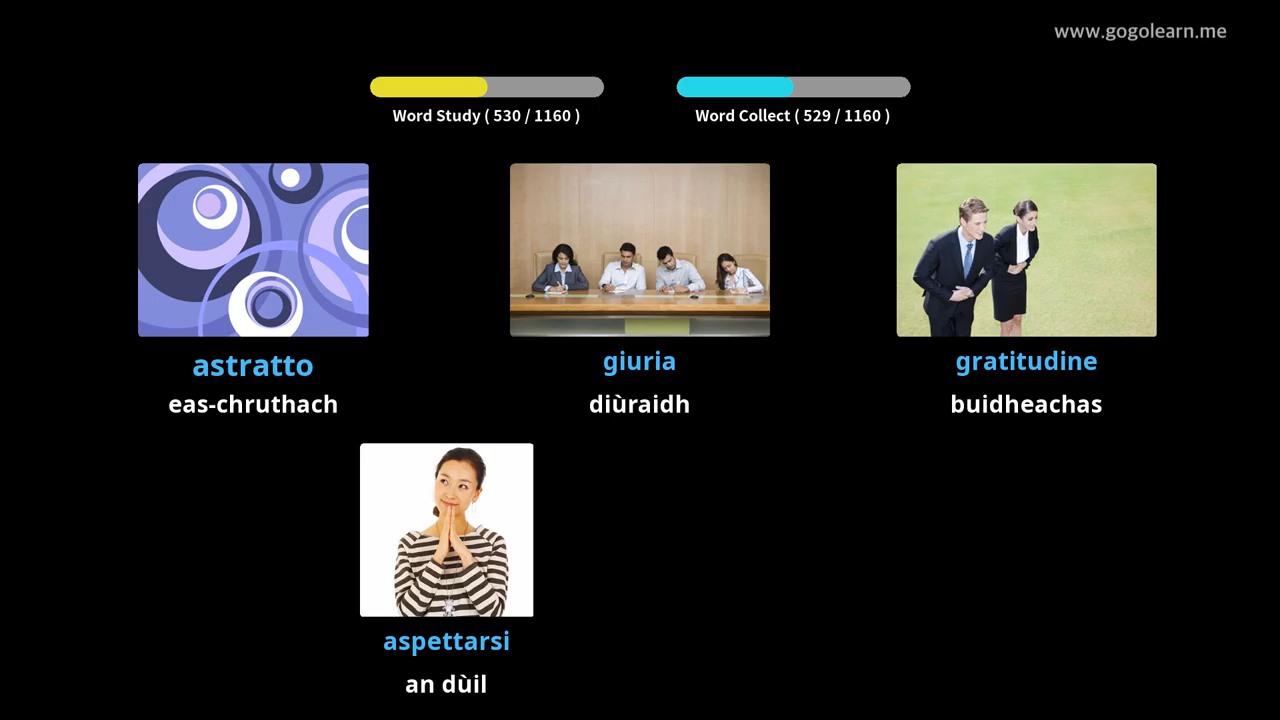 www.gogolearn.me
Word Study ( 530 / 1160 )
Word Collect ( 529 / 1160 )
astratto
eas-chruthach
giuria
diùraidh
gratitudine
buidheachas
aspettarsi
an dùil